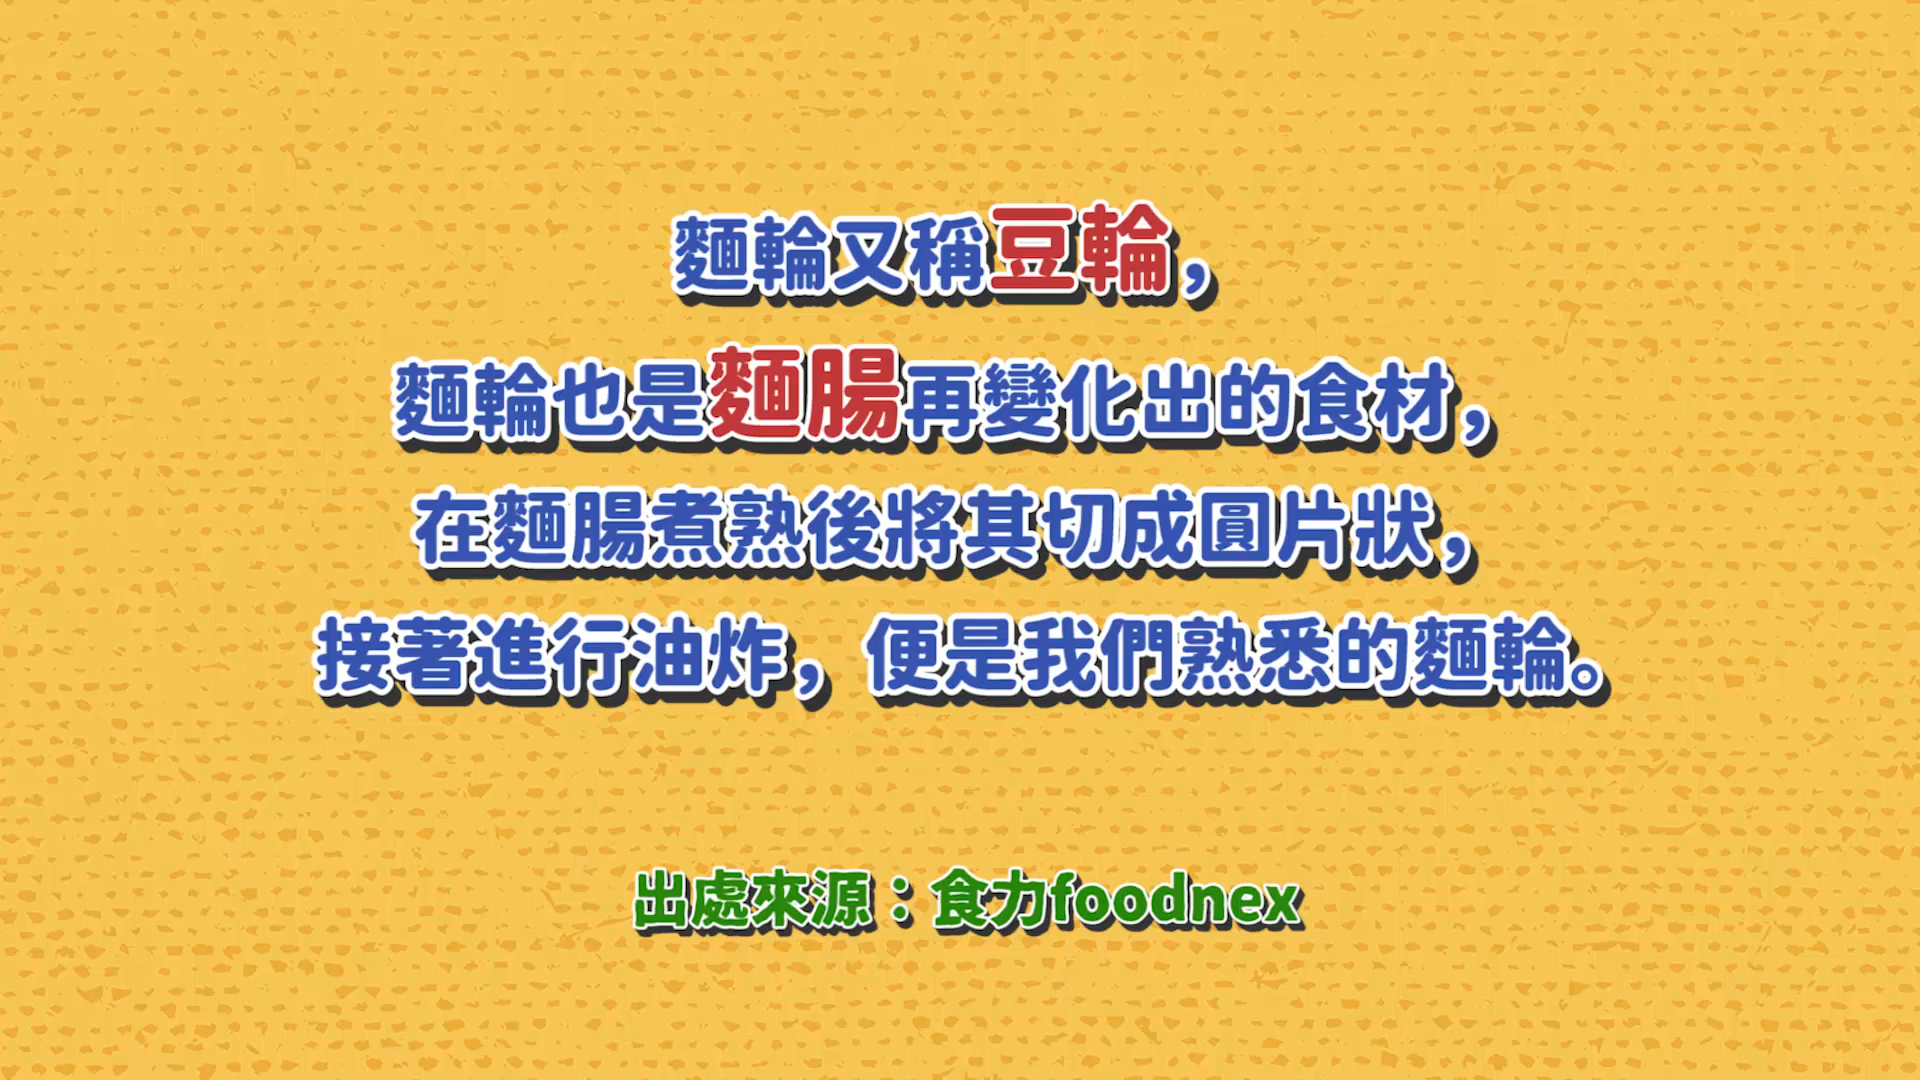 麵輪又稱豆輪，
麵輪也是麵腸再變化出的食材，
在麵腸煮熟後將其切成圓片狀，
接著進行油炸，便是我們熟悉的麵輪。
出處來源：食力foodnex